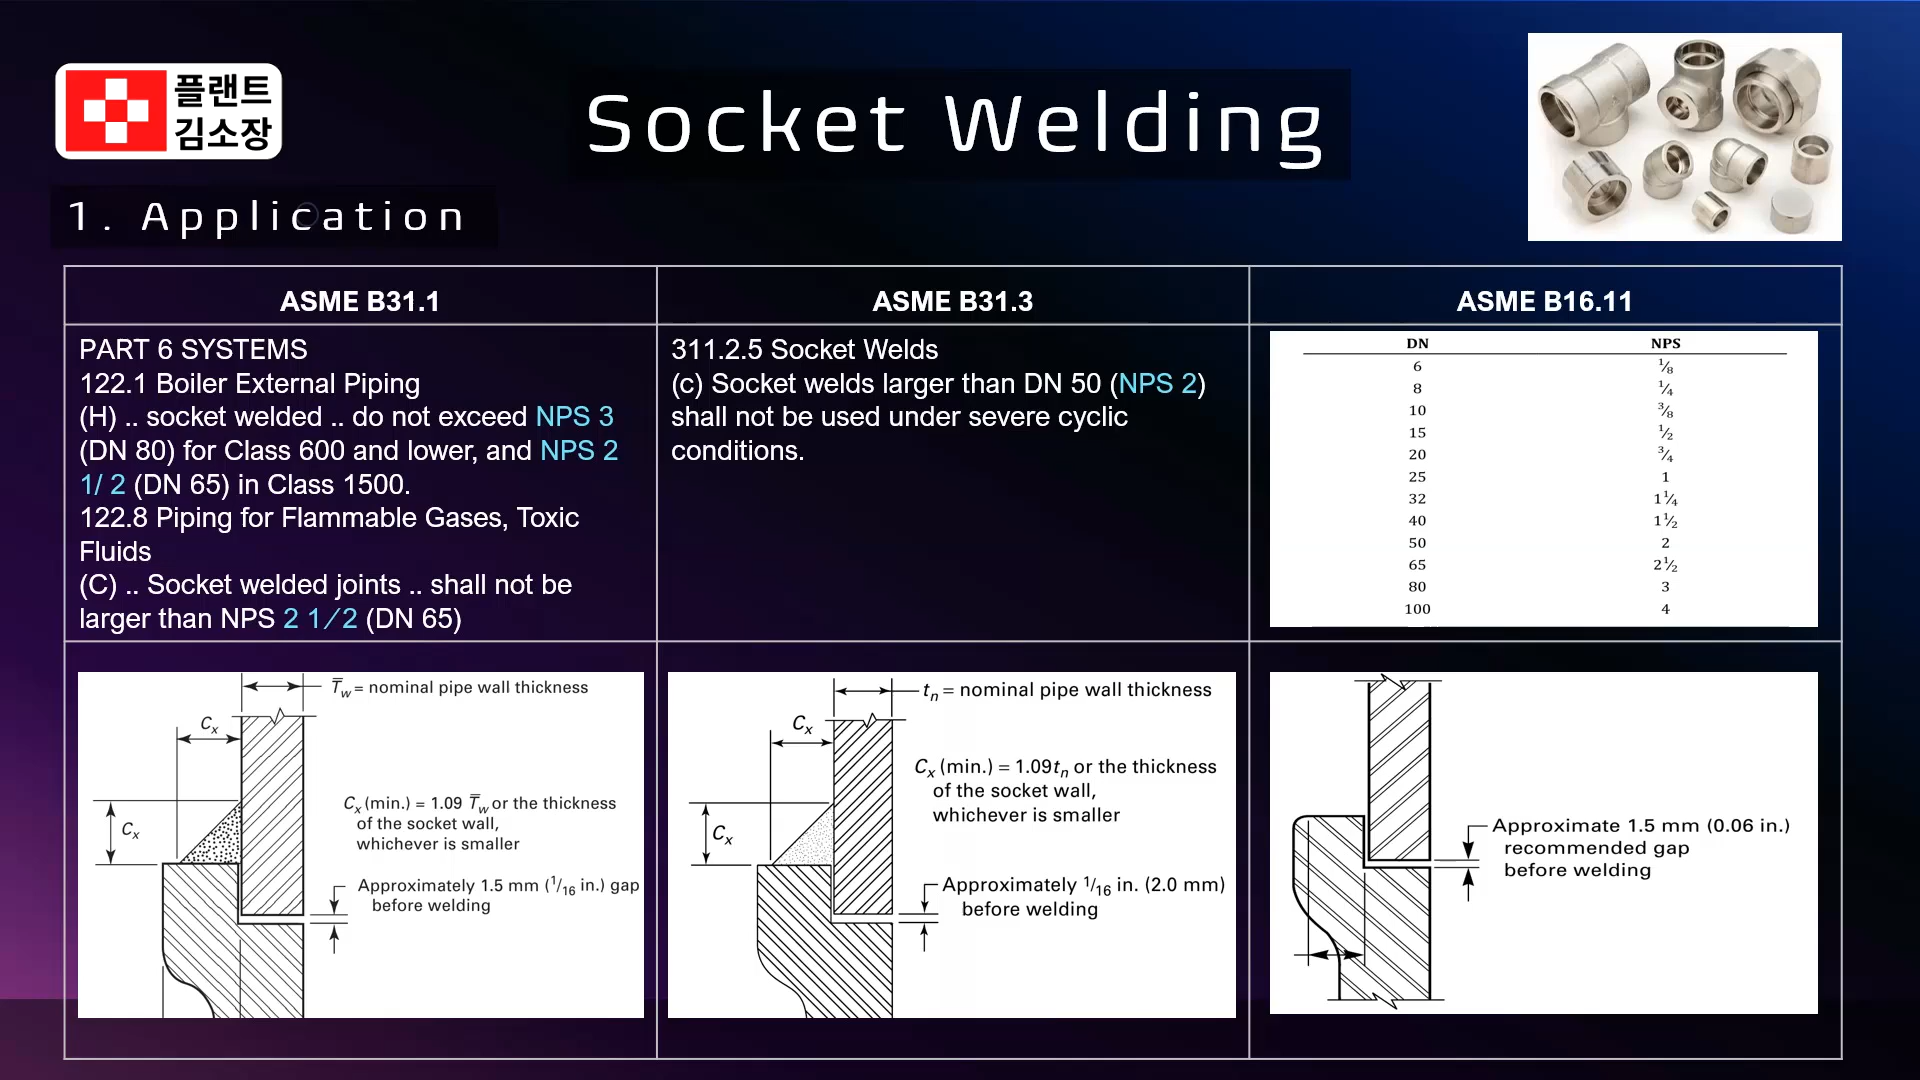 플랜트
김소장
Socket Welding
1. Application
ASME B31.1
PART 6 SYSTEMS
122.1 Boiler External Piping
(H) .. socket welded .. do not exceed NPS 3
(DN 80) for Class 600 and lower, and NPS 2
1/ 2 (DN 65) in Class 1500.
122.8 Piping for Flammable Gases, Toxic
Fluids
(C) .. Socket welded joints .. shall not be
larger than NPS 2 1/2 (DN 65)
ASME B31.3
311.2.5 Socket Welds
(c) Socket welds larger than DN 50 (NPS 2)
shall not be used under severe cyclic
conditions.
ASME B16.11
DN NPS
6 ⅛
8 ¼
10 ⅜
15 ½
20 ¾
25 1
32 1¼
40 1½
50 2
65 2½
80 3
100 4
T̿w = nominal pipe wall thickness
Cx
Cx (min.) = 1.09 T̿w or the thickness
of the socket wall,
whichever is smaller
Cx
Approximately 1.5 mm (1/16 in.) gap
before welding
tn = nominal pipe wall thickness
Cx
Cx (min.) = 1.09tn or the thickness
of the socket wall,
whichever is smaller
Cx
Approximately 1/16 in. (2.0 mm)
before welding
Approximate 1.5 mm (0.06 in.)
recommended gap
before welding